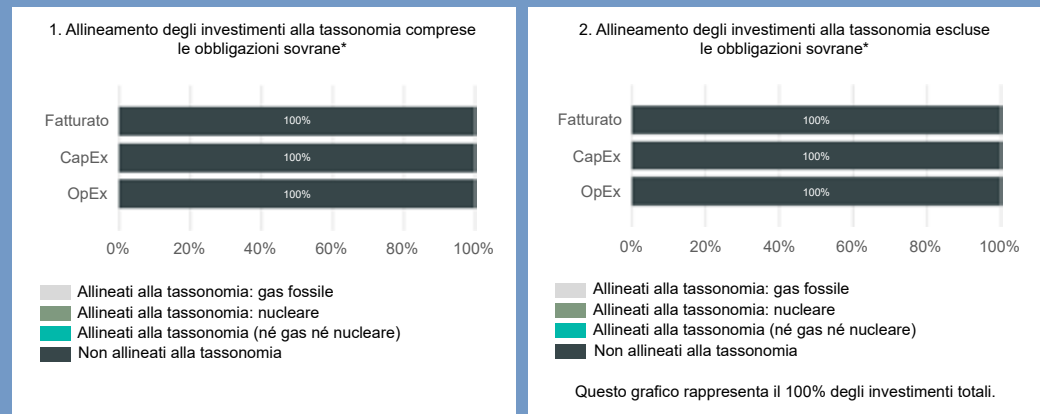 1. Allineamento degli investimenti alla tassonomia comprese
le obbligazioni sovrane*
Fatturato
100%
CapEx
100%
OpEx
100%
0% 20% 40% 60% 80% 100%
Allineati alla tassonomia: gas fossile
Allineati alla tassonomia: nucleare
Allineati alla tassonomia (né gas né nucleare)
Non allineati alla tassonomia
2. Allineamento degli investimenti alla tassonomia escluse
le obbligazioni sovrane*
Fatturato
100%
CapEx
100%
OpEx
100%
0% 20% 40% 60% 80% 100%
Allineati alla tassonomia: gas fossile
Allineati alla tassonomia: nucleare
Allineati alla tassonomia (né gas né nucleare)
Non allineati alla tassonomia
Questo grafico rappresenta il 100% degli investimenti totali.